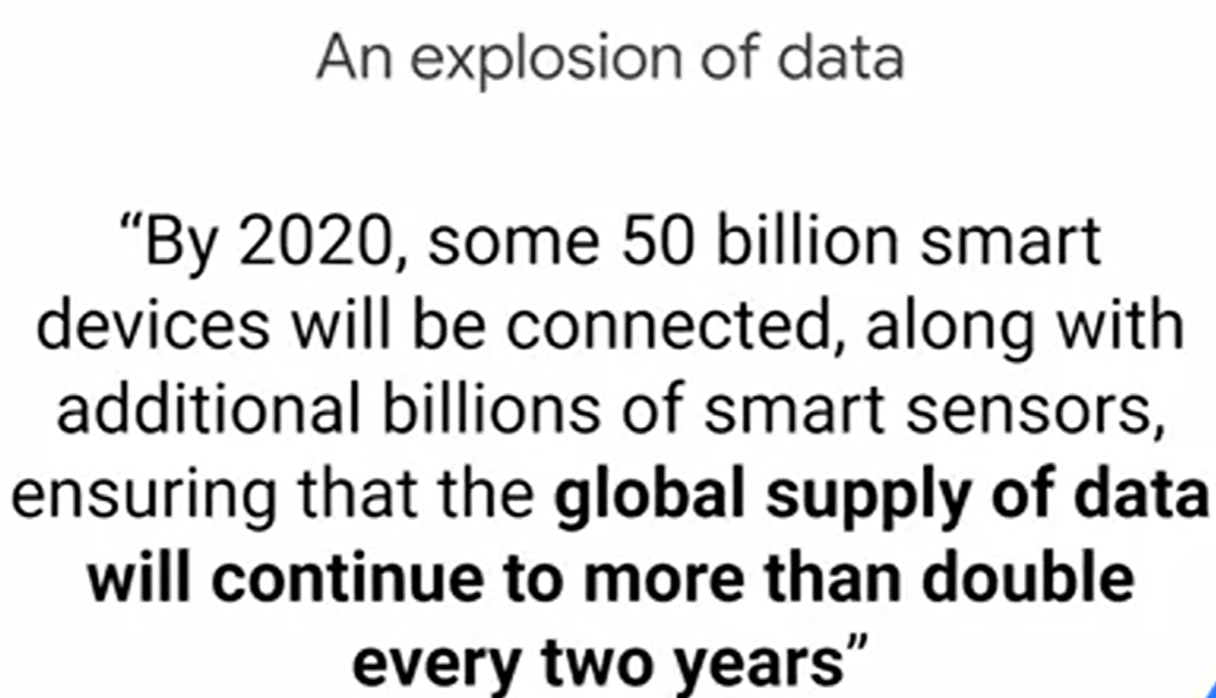 An explosion of data
“By 2020, some 50 billion smart
devices will be connected, along with
additional billions of smart sensors,
ensuring that the global supply of data
will continue to more than double
every two years”